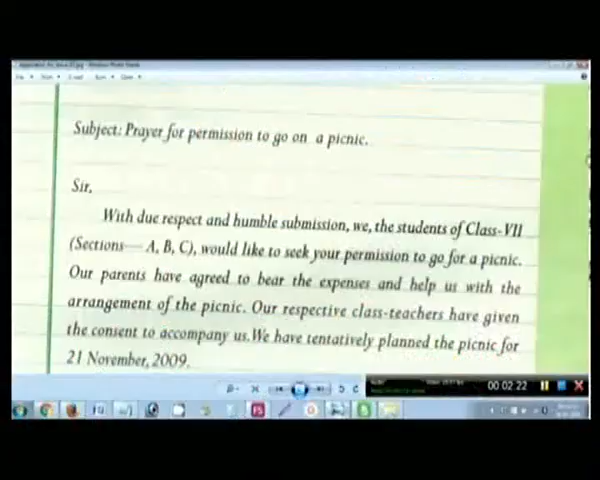 Subject: Prayer for permission to go on a picnic.
Sir,
With due respect and humble submission, we, the students of Class-VII
(Sections— A, B, C), would like to seek your permission to go for a picnic.
Our parents have agreed to bear the expenses and help us with the
arrangement of the picnic. Our respective class-teachers have given
the consent to accompany us. We have tentatively planned the picnic for
21 November, 2009.
00:02:22